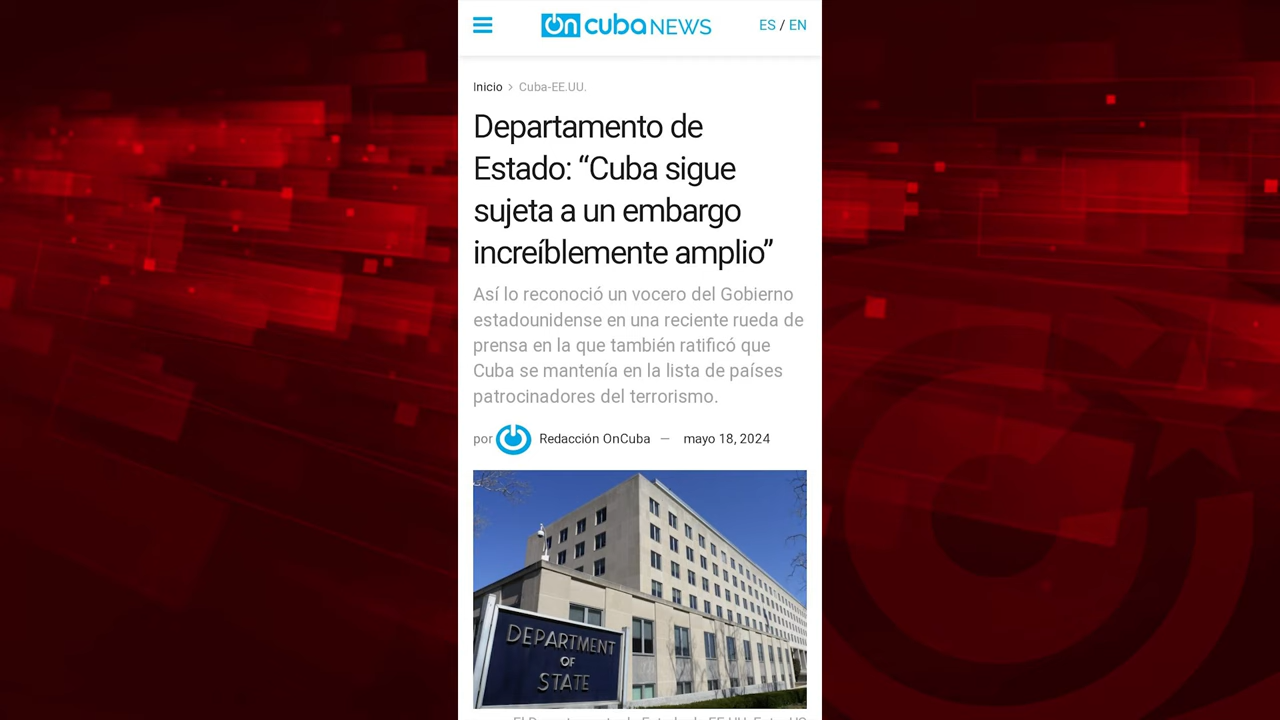 on cuba NEWS
ES / EN
Inicio > Cuba-EE.UU.
Departamento de
Estado: “Cuba sigue
sujeta a un embargo
increíblemente amplio”
Así lo reconoció un vocero del Gobierno
estadounidense en una reciente rueda de
prensa en la que también ratificó que
Cuba se mantenía en la lista de países
patrocinadores del terrorismo.
por Redacción OnCuba — mayo 18, 2024
DEPARTMENT
OF
STATE